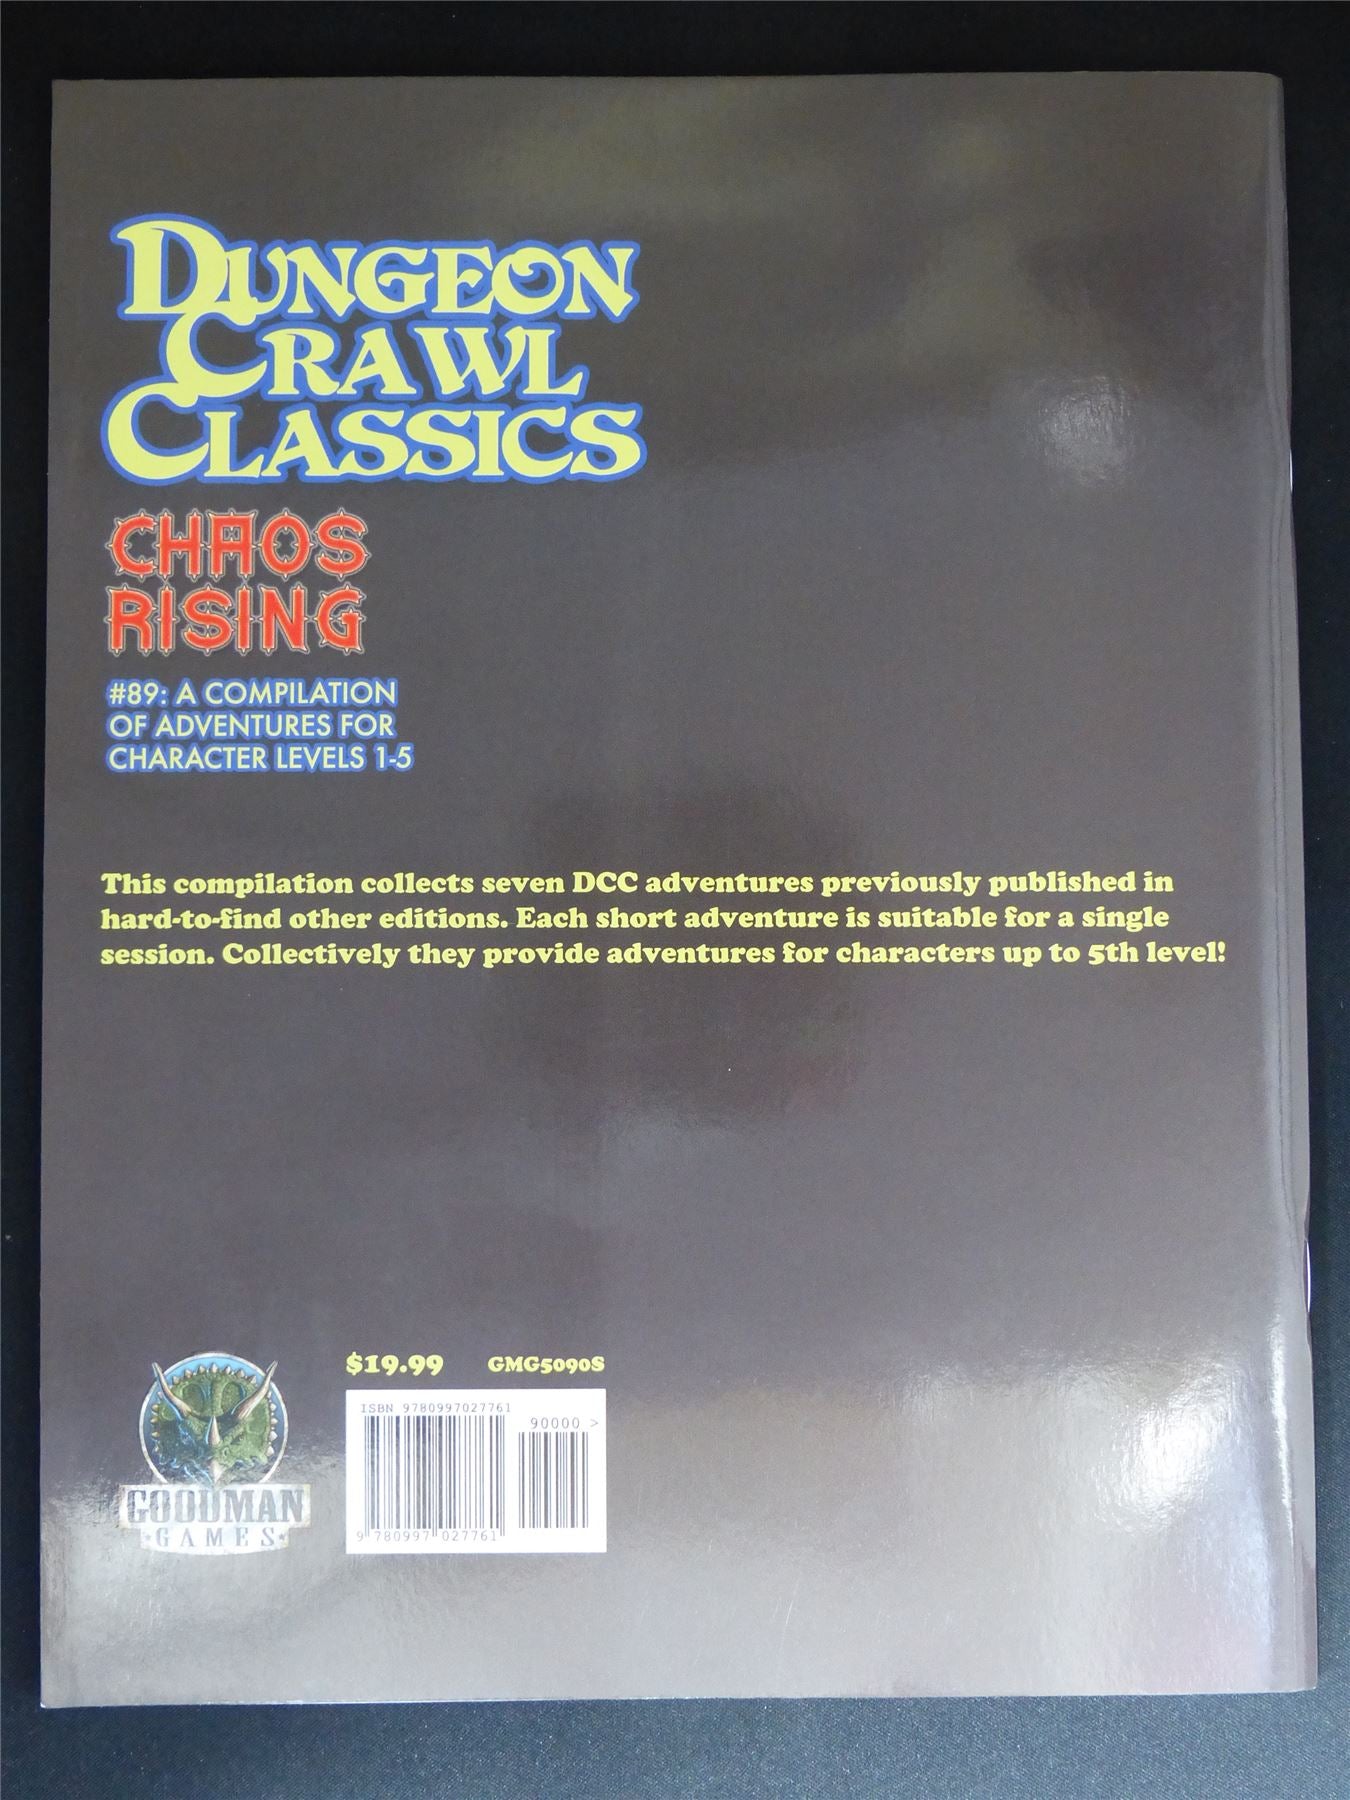 DUNGEON
CRAWL
CLASSICS
CHAOS
RISING
#89: A COMPILATION
OF ADVENTURES FOR
CHARACTER LEVELS 1-5
This compilation collects seven DCC adventures previously published in
hard-to-find other editions. Each short adventure is suitable for a single
session. Collectively they provide adventures for characters up to 5th level!
$19.99 GMG5090S
ISBN 9780997027761
90000 >
9 780997 027761
GOODMAN
GAMES